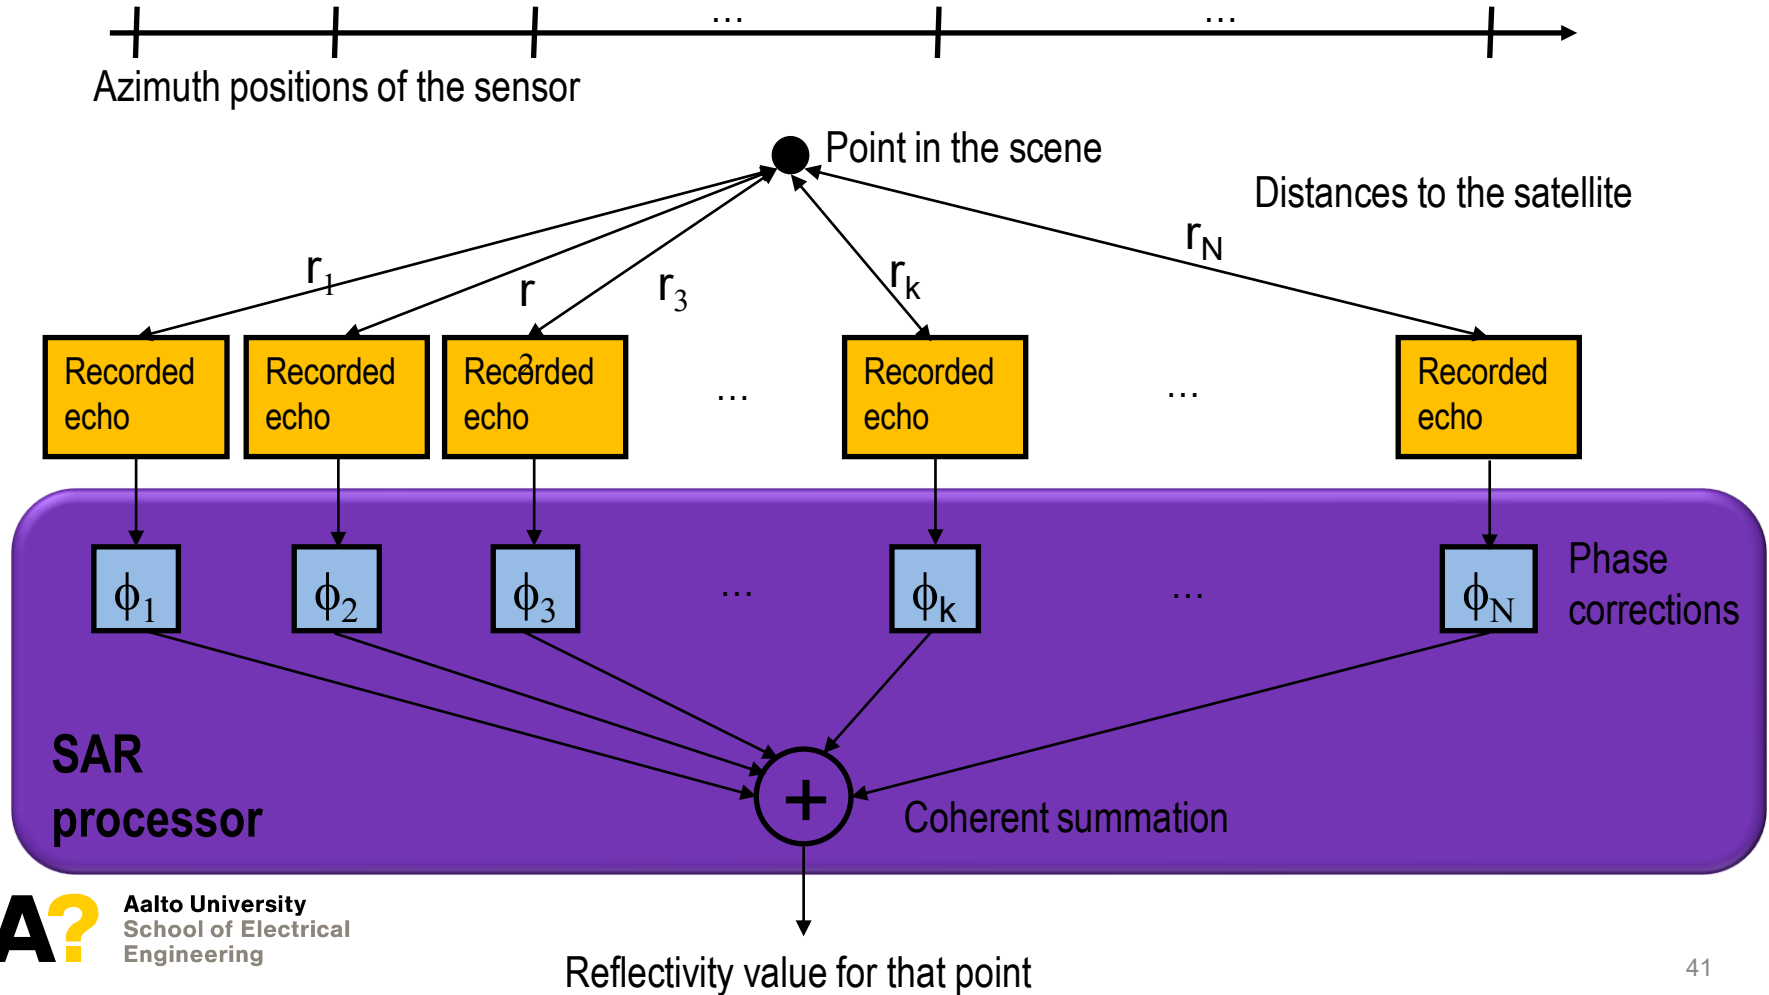 … …
Azimuth positions of the sensor
Point in the scene
Distances to the satellite
r1 r2 r3 rk rN
Recorded echo
Recorded echo
Recorded echo
…
Recorded echo
…
Recorded echo
ϕ1 ϕ2 ϕ3 … ϕk … ϕN
Phase
corrections
SAR
processor
+
Coherent summation
A?
Aalto University
School of Electrical
Engineering
Reflectivity value for that point
41